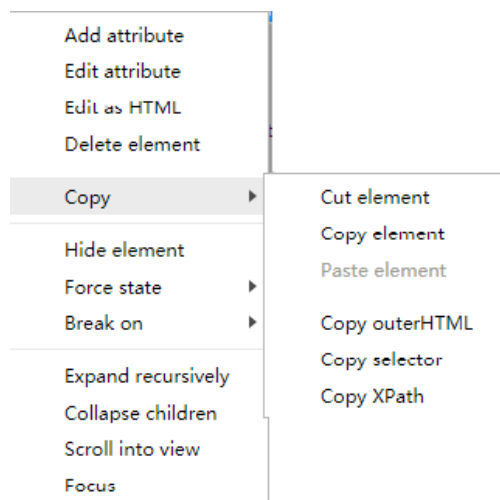 Add attribute
Edit attribute
Edit as HTML
Delete element
Copy
Hide element
Force state
Break on
Expand recursively
Collapse children
Scroll into view
Focus
Cut element
Copy element
Paste element
Copy outerHTML
Copy selector
Copy XPath